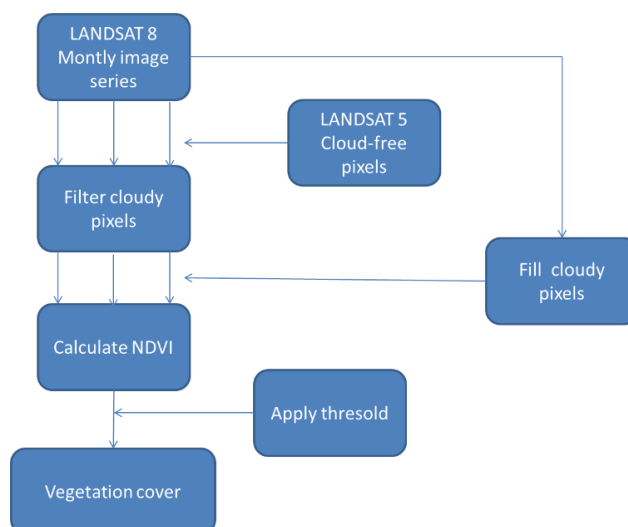 LANDSAT 8
Montly image
series
LANDSAT 5
Cloud-free
pixels
Filter cloudy
pixels
Fill cloudy
pixels
Calculate NDVI
Apply thresold
Vegetation cover